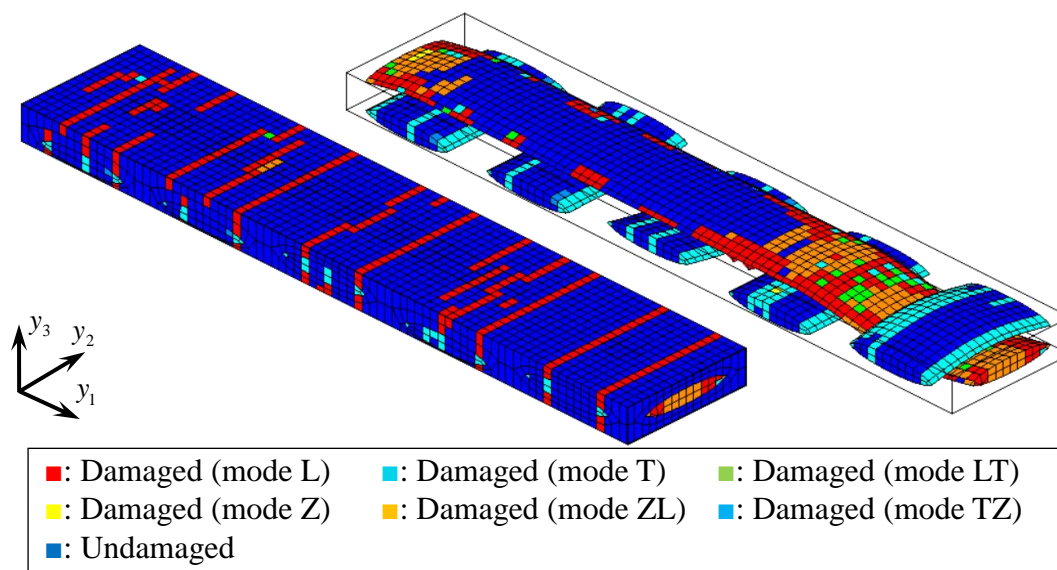 y3
y2
y1
■: Damaged (mode L) ■: Damaged (mode T) ■: Damaged (mode LT)
■: Damaged (mode Z) ■: Damaged (mode ZL) ■: Damaged (mode TZ)
■: Undamaged